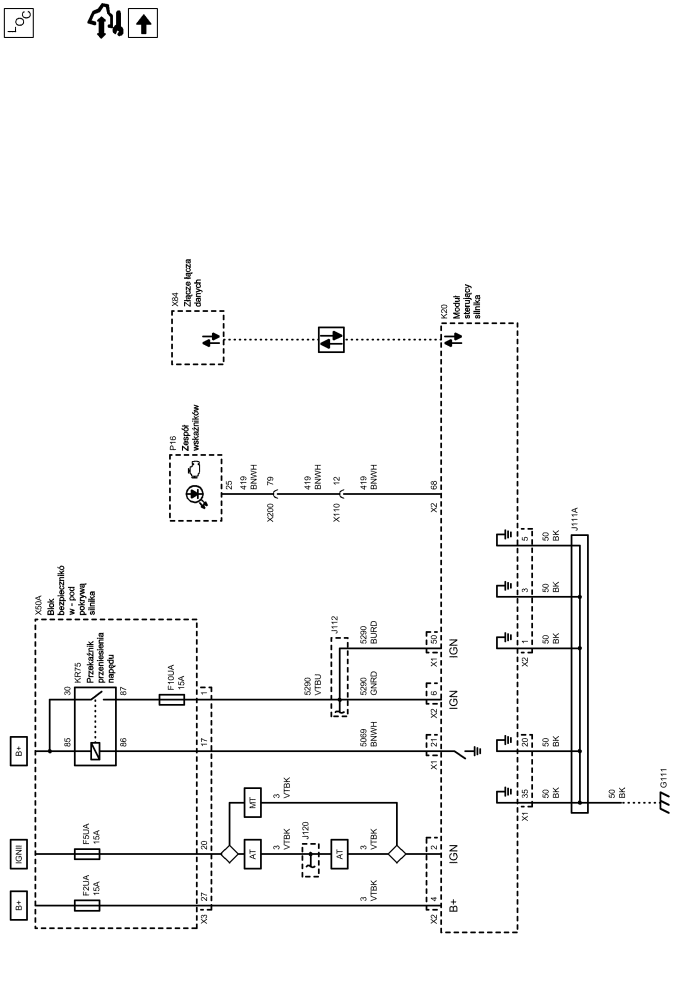 LOC
X84
Złącze łącza
danych
K20
Moduł
sterujący
silnika
P16
Zespół
wskaźników
25
419
BNWH
79
X200
419
BNWH
12
X110
419
BNWH
68
X2
X50A
Blok
bezpiecznikó
w - pod
pokrywą
silnika
KR75
Przekaźnik
przeniesienia
napędu
30
87
85
86
F10UA
15A
1
17
B+
J112
5290
VTBU
5290
BURD
50
X1
IGN
5290
GNRD
6
X2
IGN
5069
BNWH
21
X1
IGNII
F5UA
15A
20
MT
3
VTBK
AT
3
VTBK
J120
AT
3
VTBK
2
IGN
B+
F2UA
15A
27
X3
3
VTBK
4
X2
B+
J111A
5
50
BK
3
50
BK
1
X2
50
BK
20
50
BK
35
X1
50
BK
50
BK
G111